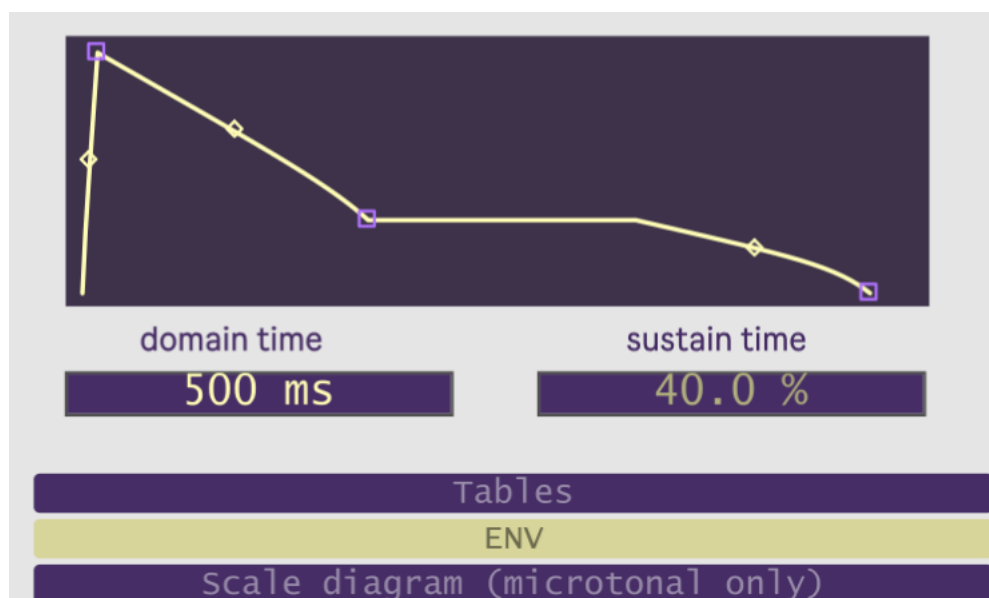 domain time
sustain time
500 ms
40.0 %
Tables
ENV
Scale diagram (microtonal only)